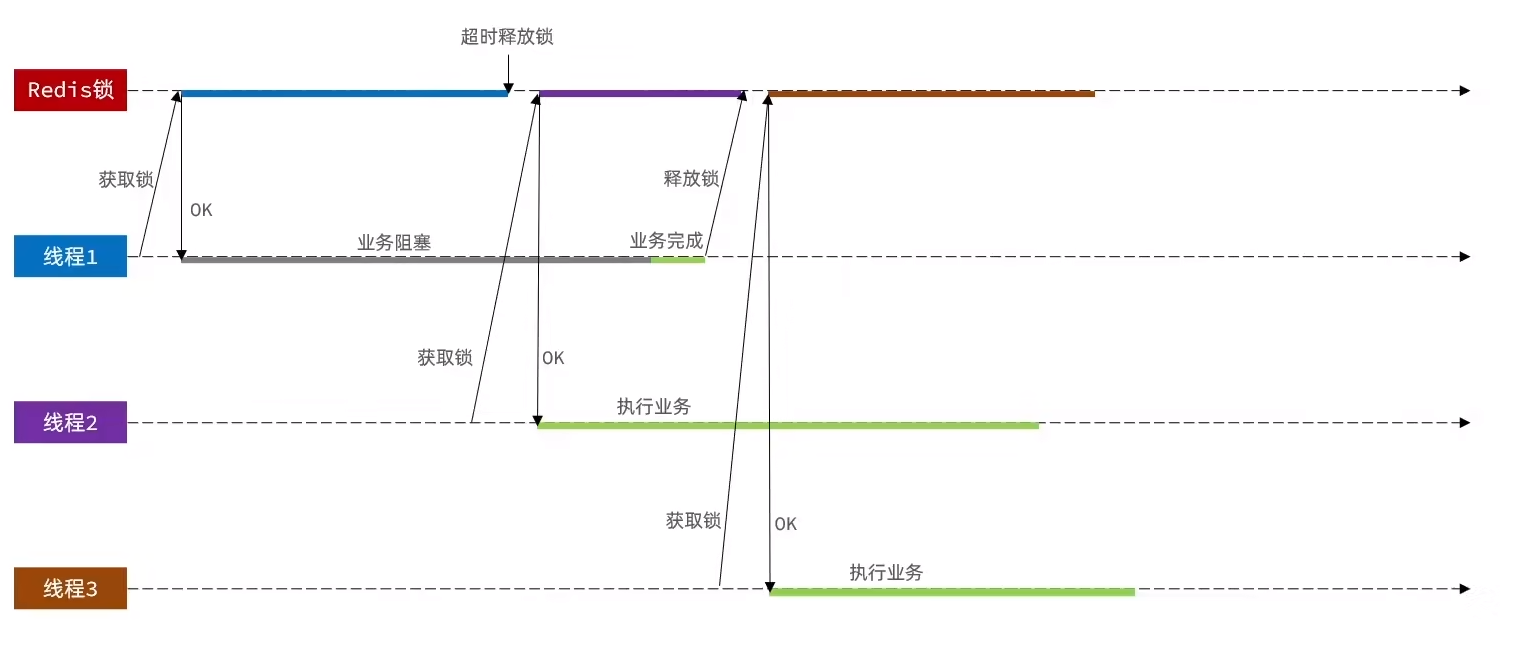 超时释放锁
Redis锁
获取锁
OK
释放锁
线程1
业务阻塞
业务完成
获取锁
OK
线程2
执行业务
获取锁
OK
线程3
执行业务